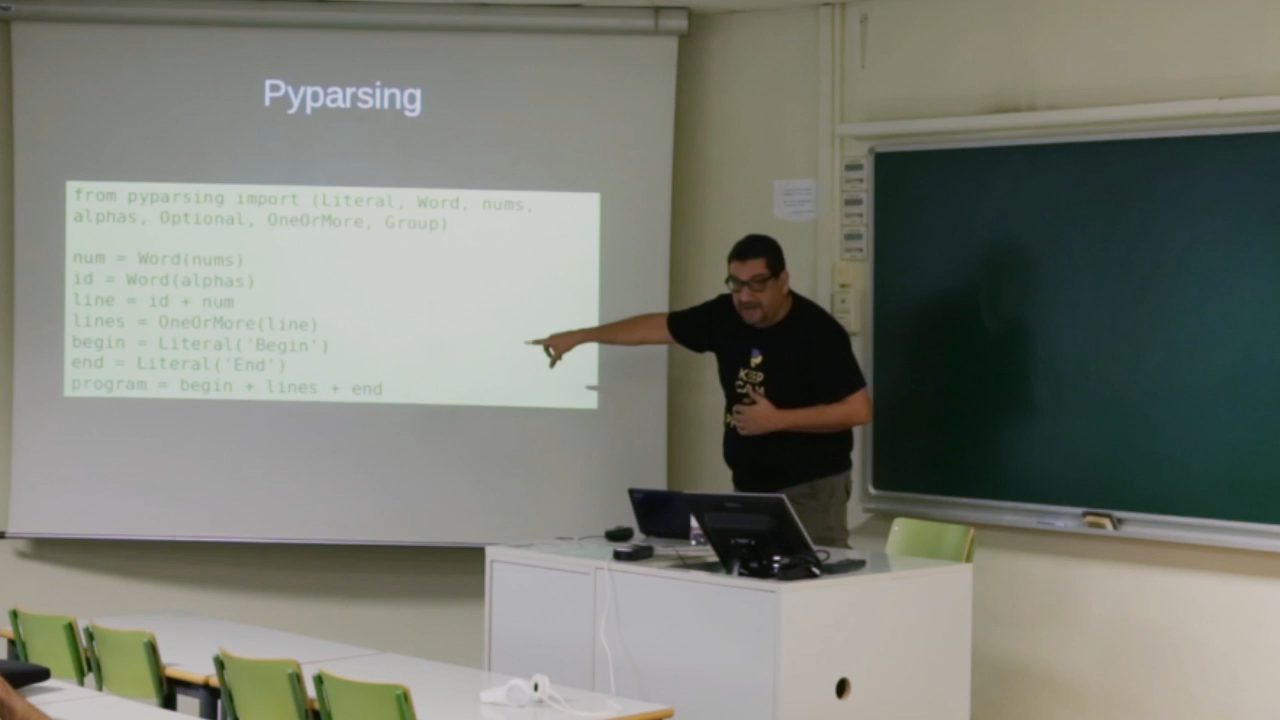 Pyparsing
from pyparsing import (Literal, Word, nums,
alphas, Optional, OneOrMore, Group)
num = Word(nums)
id = Word(alphas)
line = id + num
lines = OneOrMore(line)
begin = Literal('Begin')
end = Literal('End')
program = begin + lines + end
KEEP